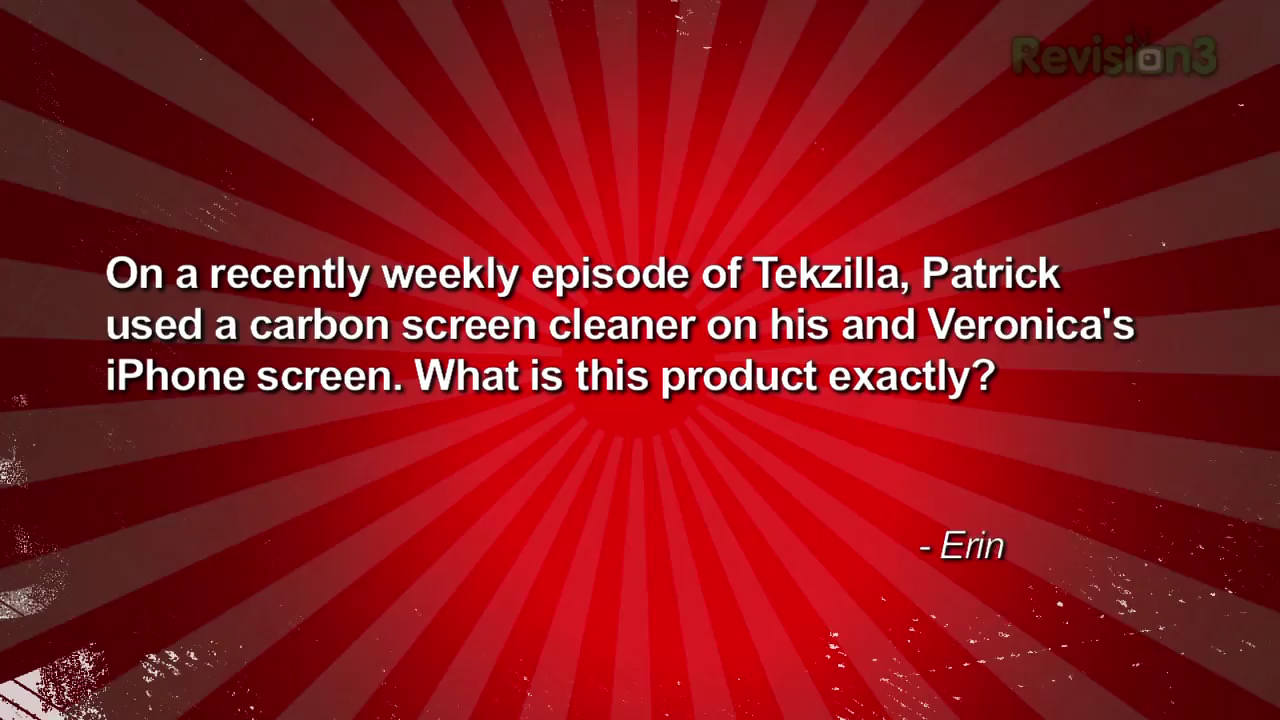 Revision3
On a recently weekly episode of Tekzilla, Patrick
used a carbon screen cleaner on his and Veronica's
iPhone screen. What is this product exactly?
- Erin